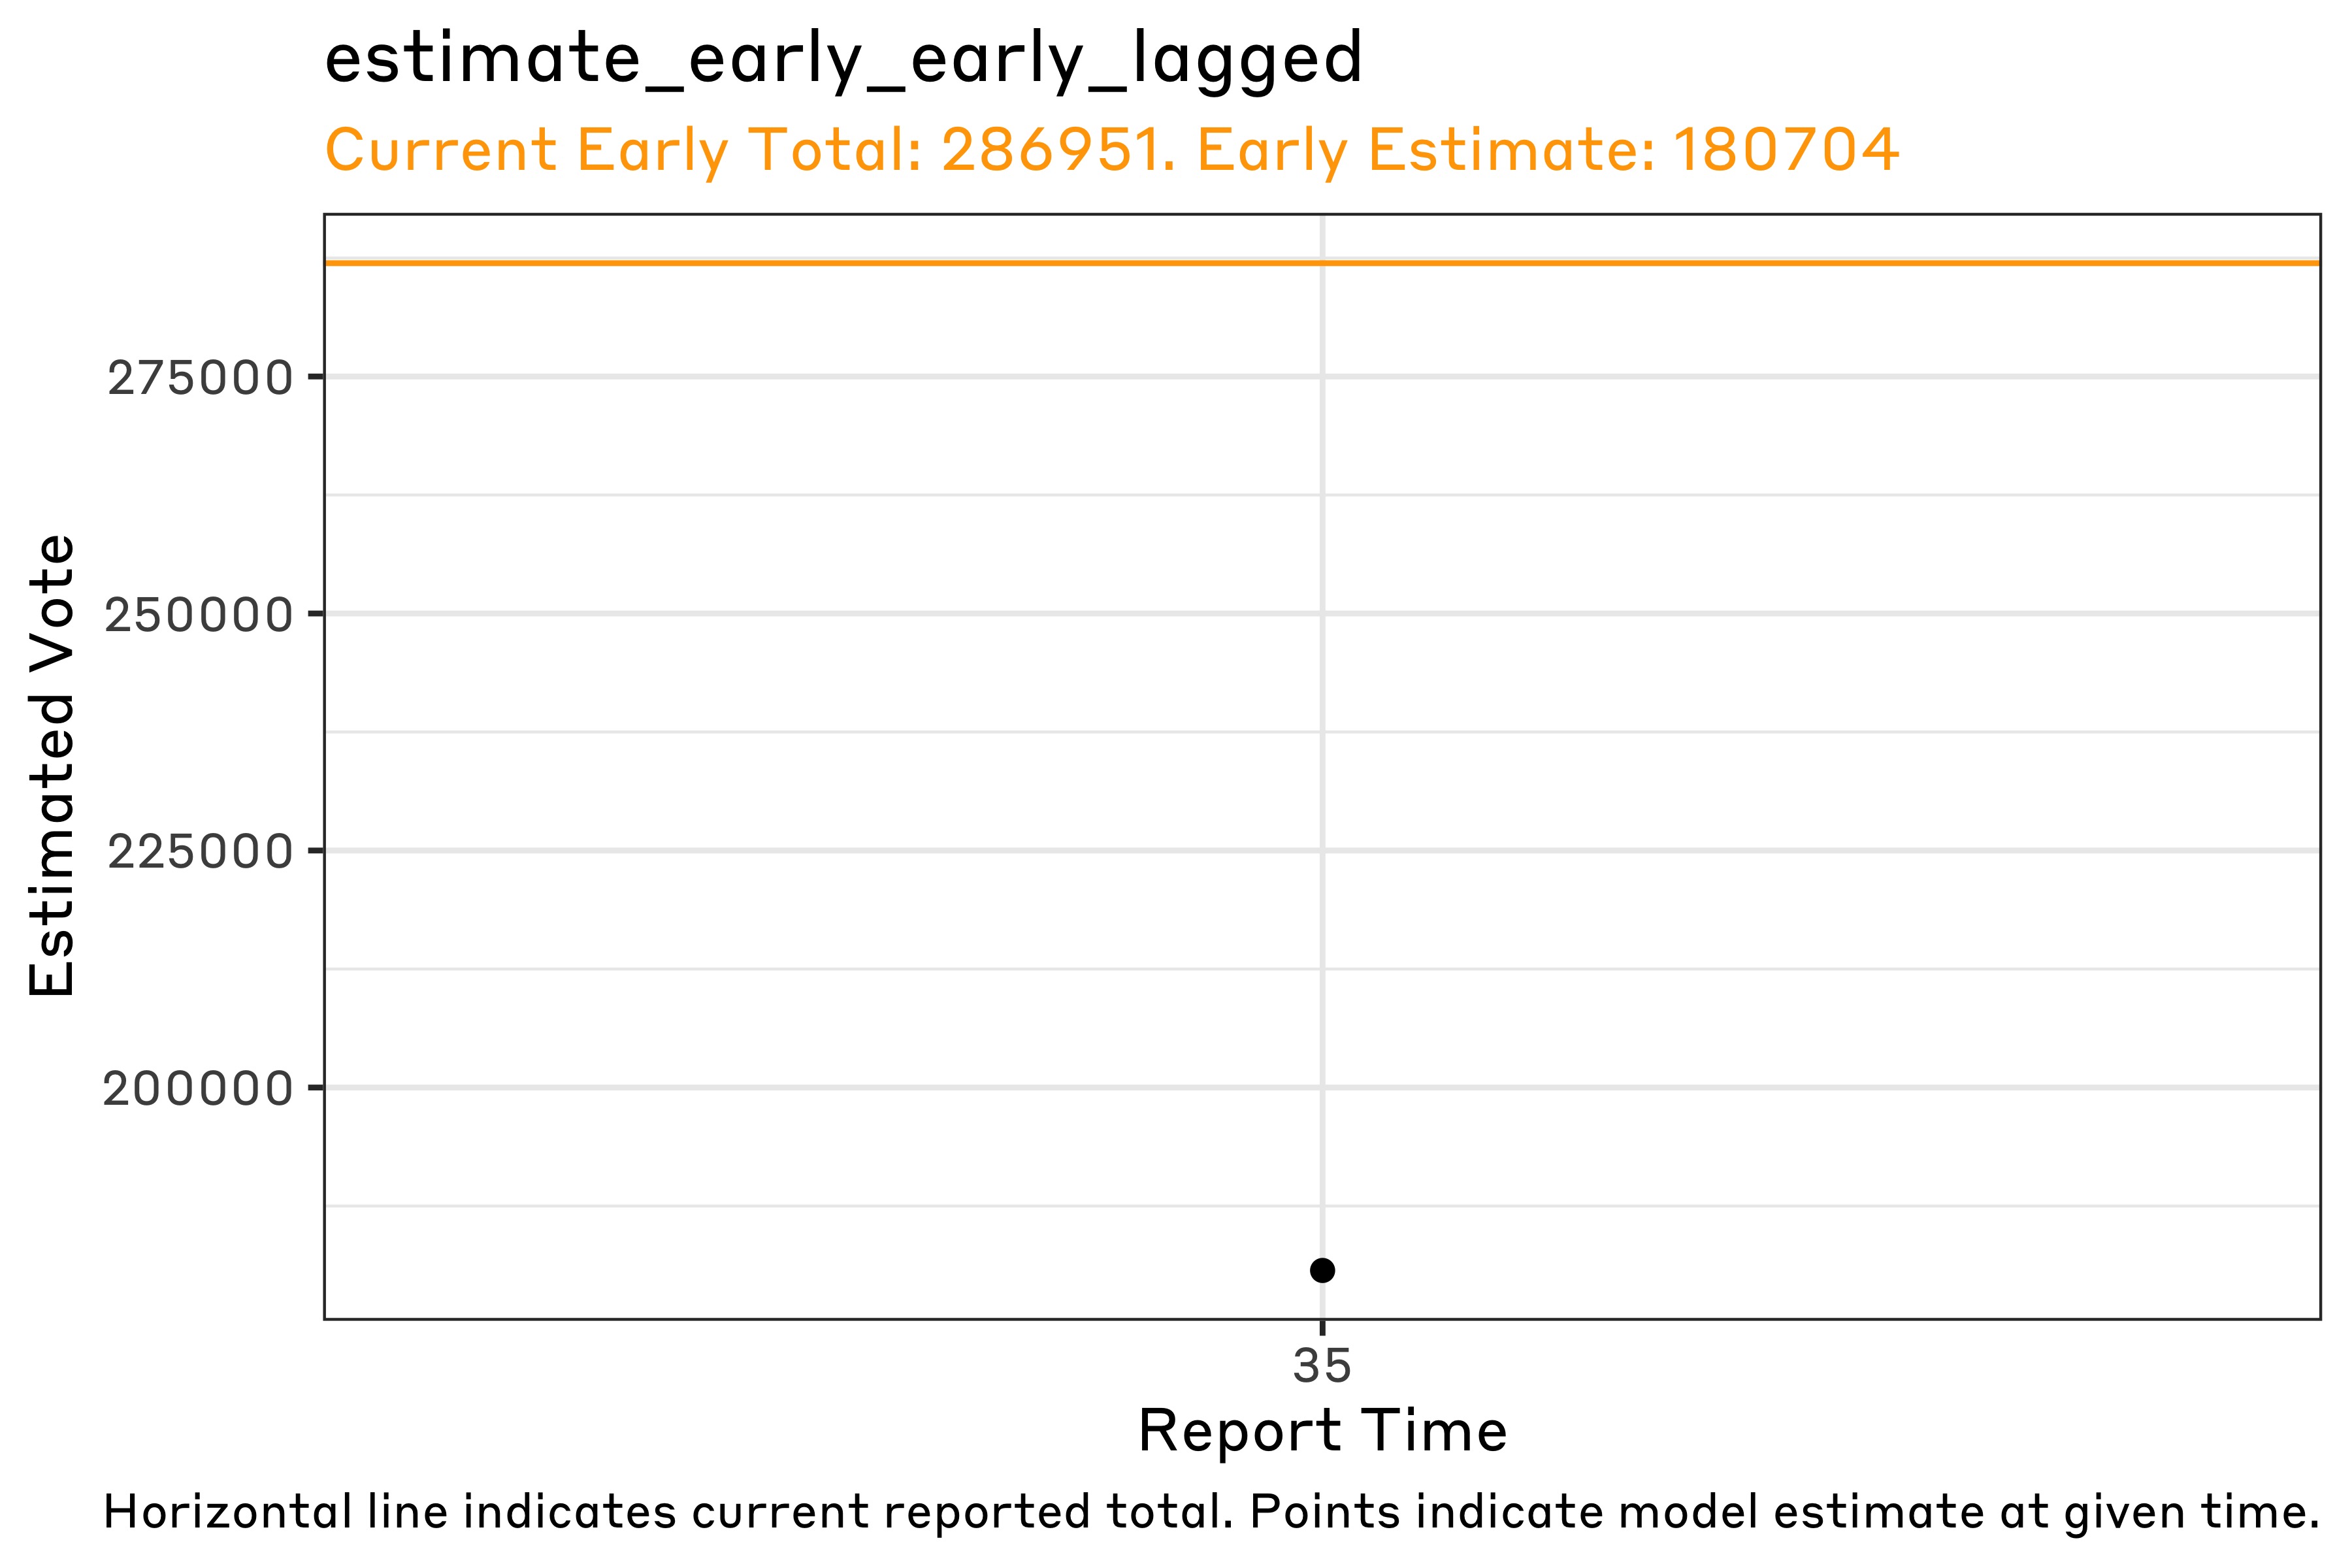 estimate_early_early_lagged
Current Early Total: 286951. Early Estimate: 180704
Estimated Vote
275000
250000
225000
200000
35
Report Time
Horizontal line indicates current reported total. Points indicate model estimate at given time.